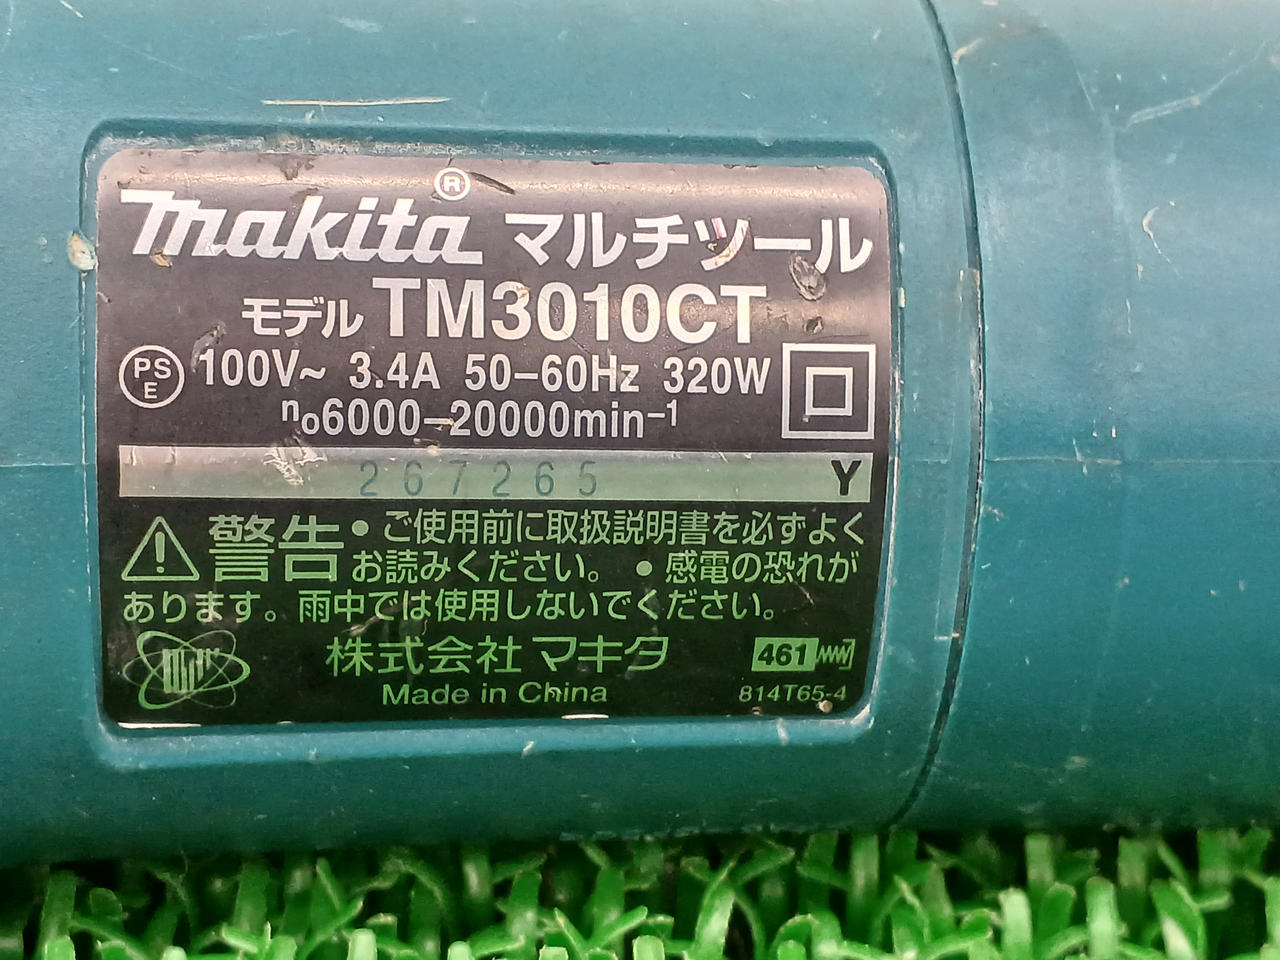 makita® マルチツール
モデル TM3010CT
PSE 100V~ 3.4A 50-60Hz 320W
no6000-20000min-1
267265 Y
警告 •ご使用前に取扱説明書を必ずよく
お読みください。 •感電の恐れが
あります。雨中では使用しないでください。
株式会社 マキタ 461
Made in China 814T65-4